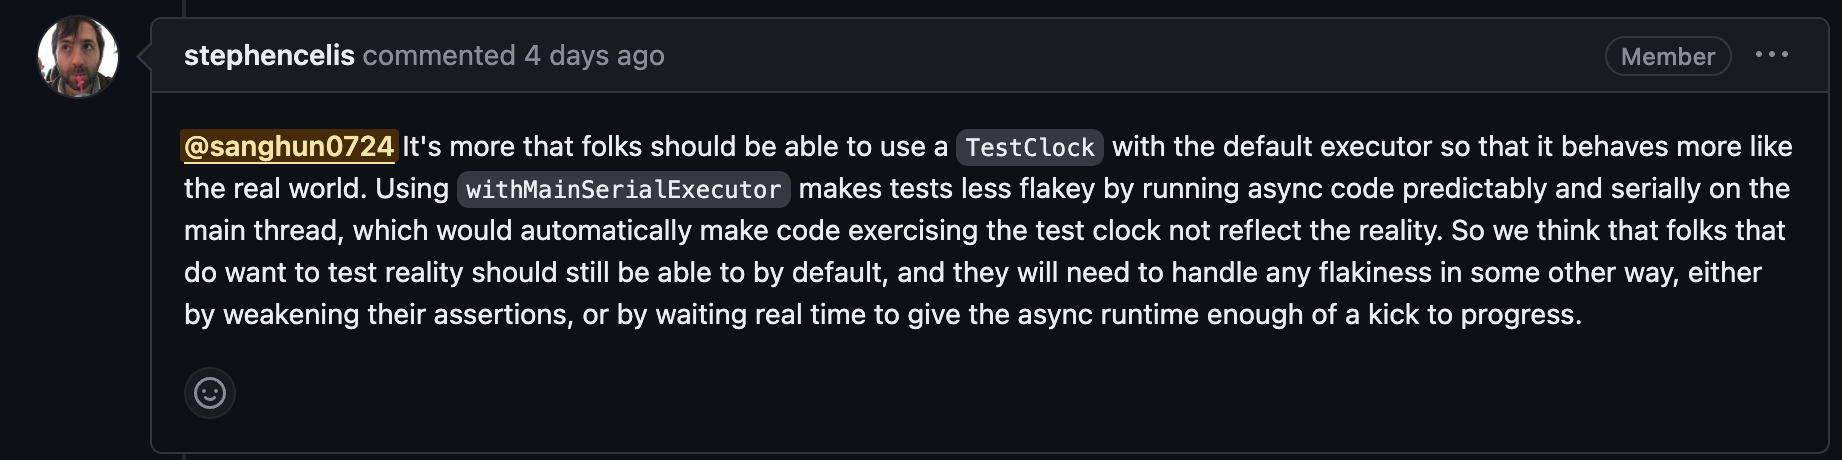 stephencelis commented 4 days ago Member ...
@sanghun0724 It's more that folks should be able to use a TestClock with the default executor so that it behaves more like
the real world. Using withMainSerialExecutor makes tests less flakey by running async code predictably and serially on the
main thread, which would automatically make code exercising the test clock not reflect the reality. So we think that folks that
do want to test reality should still be able to by default, and they will need to handle any flakiness in some other way, either
by weakening their assertions, or by waiting real time to give the async runtime enough of a kick to progress.